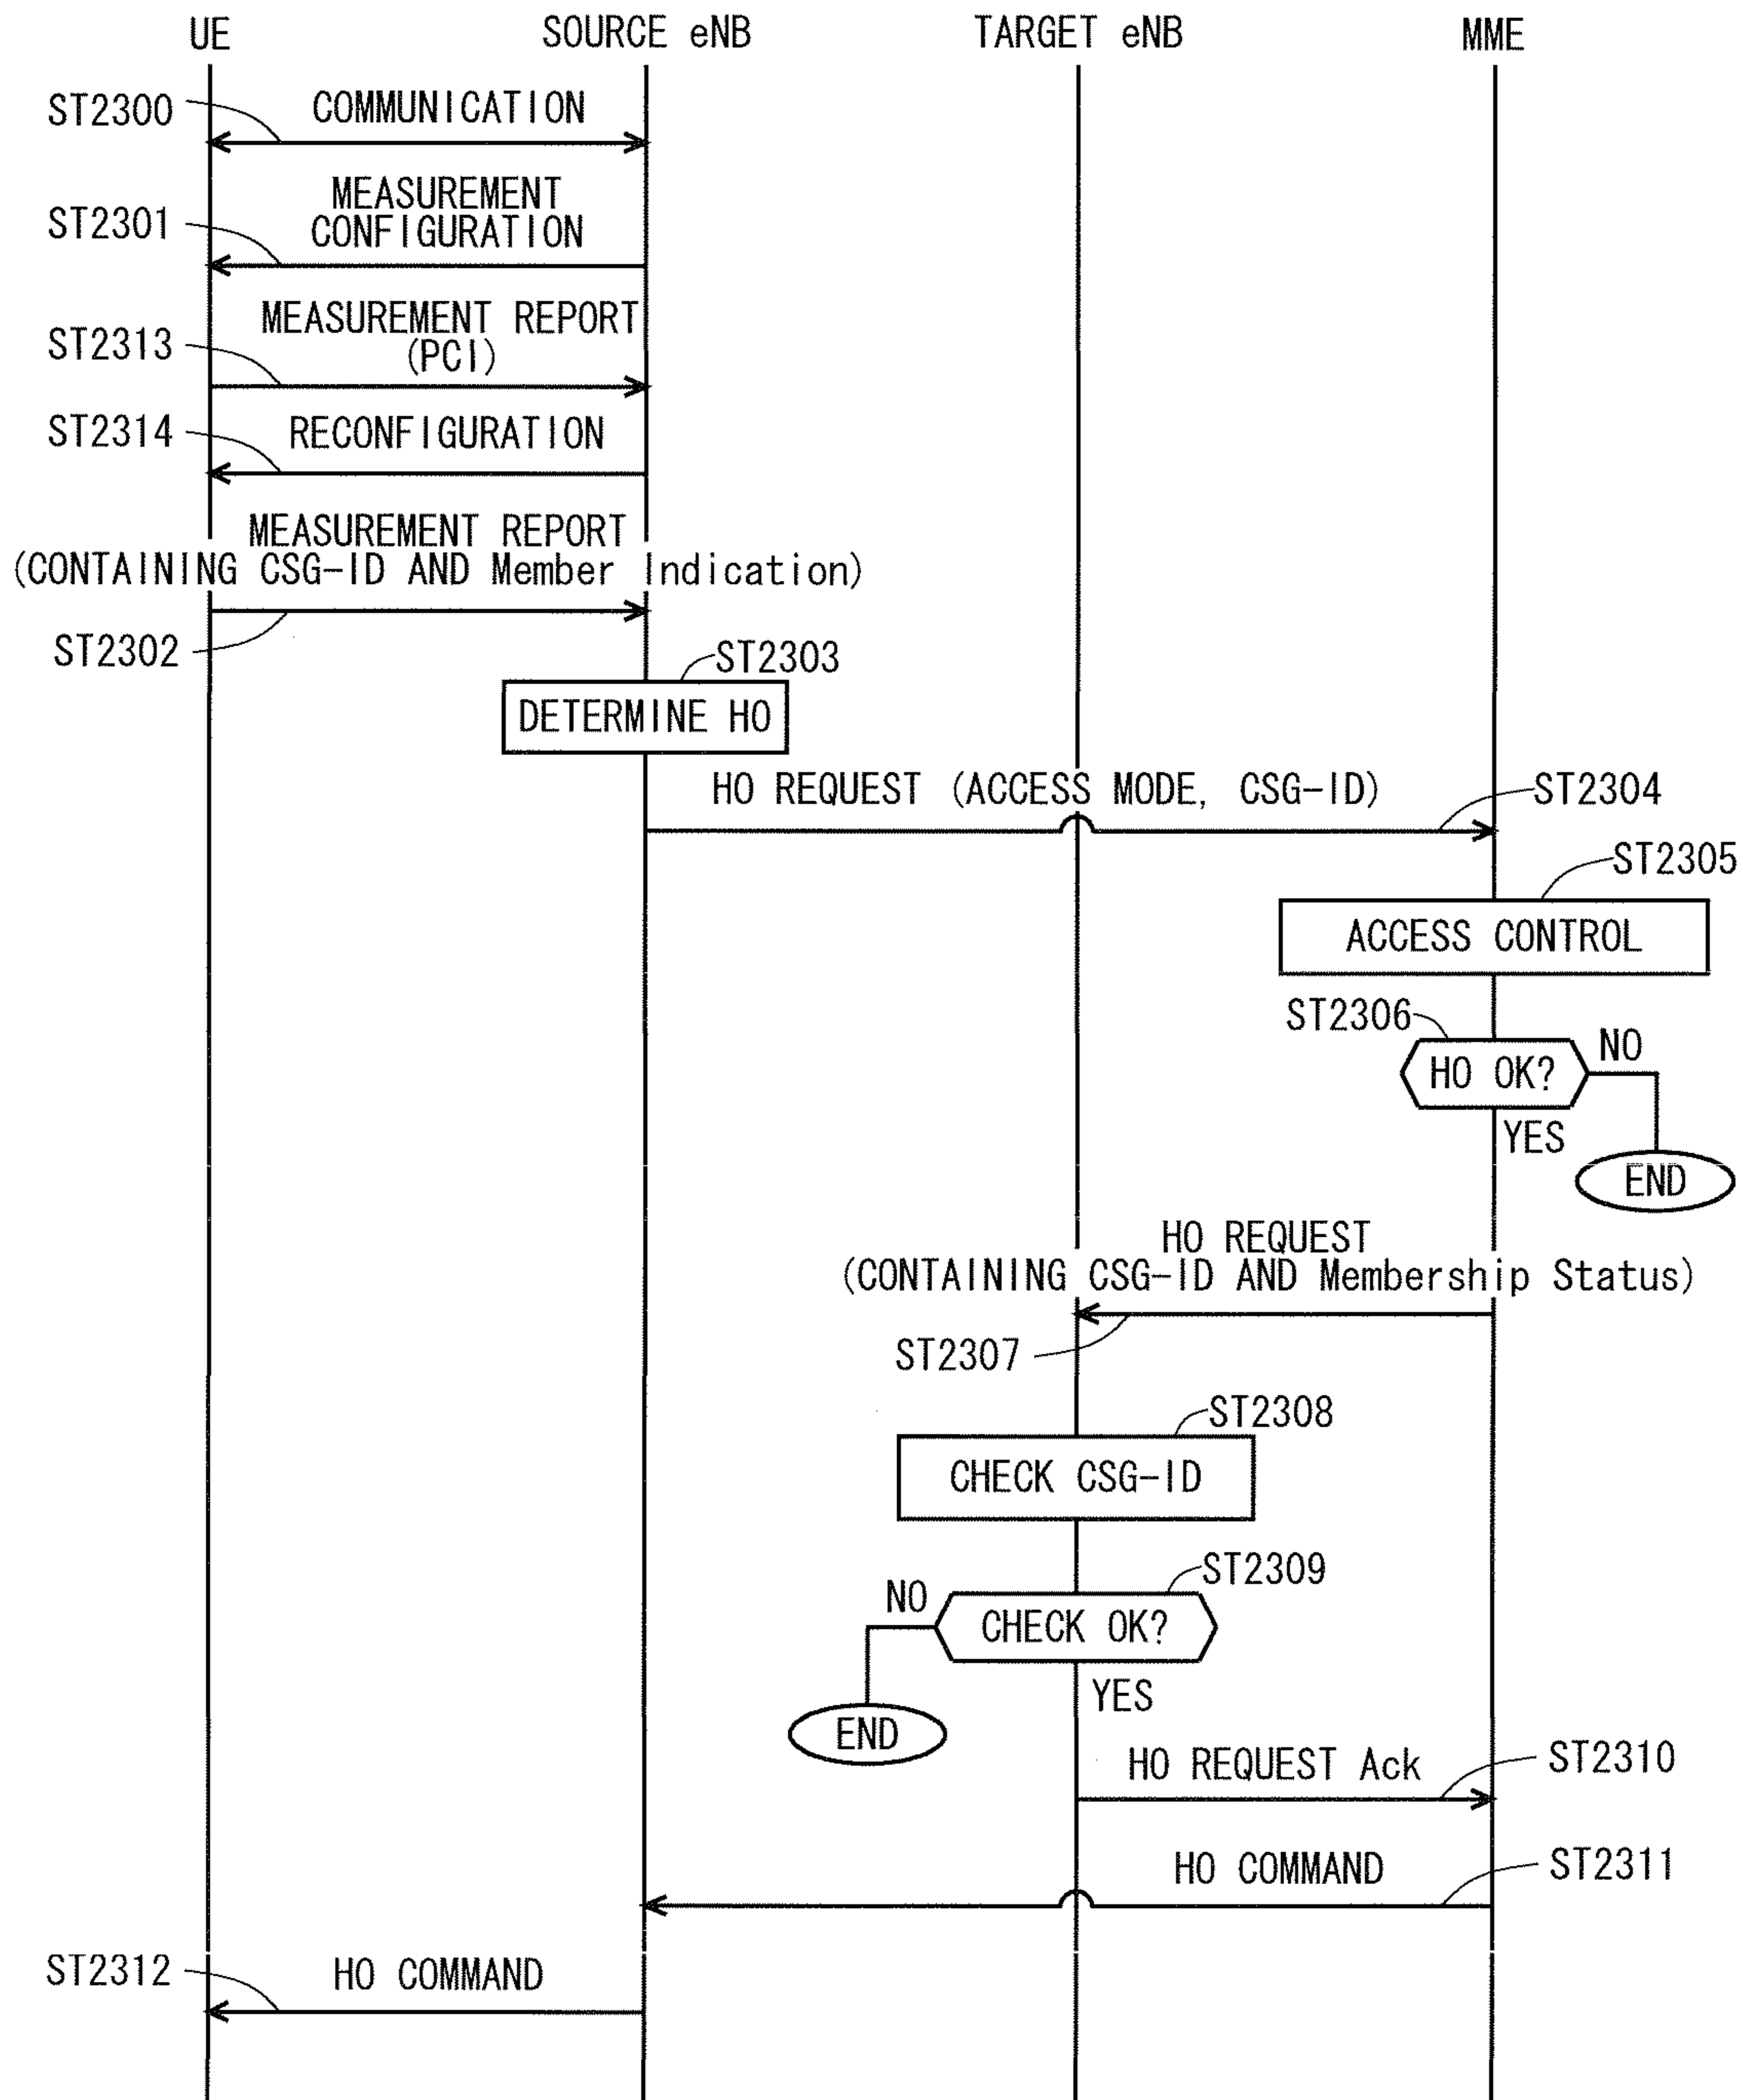 UE
SOURCE eNB
TARGET eNB
MME
ST2300
COMMUNICATION
MEASUREMENT
CONFIGURATION
ST2301
MEASUREMENT REPORT
(PCI)
ST2313
ST2314
RECONFIGURATION
MEASUREMENT REPORT
(CONTAINING CSG-ID AND Member Indication)
ST2302
ST2303
DETERMINE HO
HO REQUEST (ACCESS MODE, CSG-ID)
ST2304
ST2305
ACCESS CONTROL
ST2306
HO OK?
NO
YES
END
HO REQUEST
(CONTAINING CSG-ID AND Membership Status)
ST2307
ST2308
CHECK CSG-ID
ST2309
NO
CHECK OK?
YES
END
HO REQUEST Ack
ST2310
HO COMMAND
ST2311
ST2312
HO COMMAND